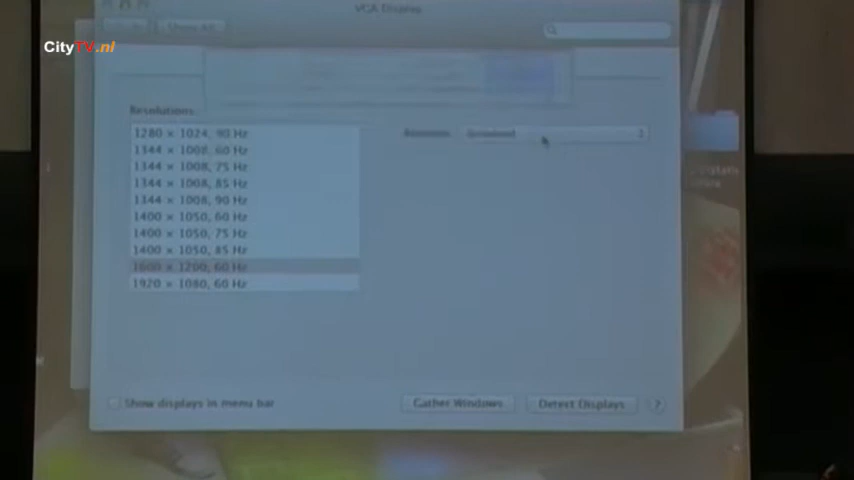 VGA Display
CityTV.nl
Show All
Resolutions
1280 × 1024, 90 Hz
1344 × 1008, 60 Hz
1344 × 1008, 75 Hz
1344 × 1008, 85 Hz
1344 × 1008, 90 Hz
1400 × 1050, 60 Hz
1400 × 1050, 75 Hz
1400 × 1050, 85 Hz
1600 × 1200, 60 Hz
1920 × 1080, 60 Hz
Show displays in menu bar
Gather Windows
Detect Displays
?